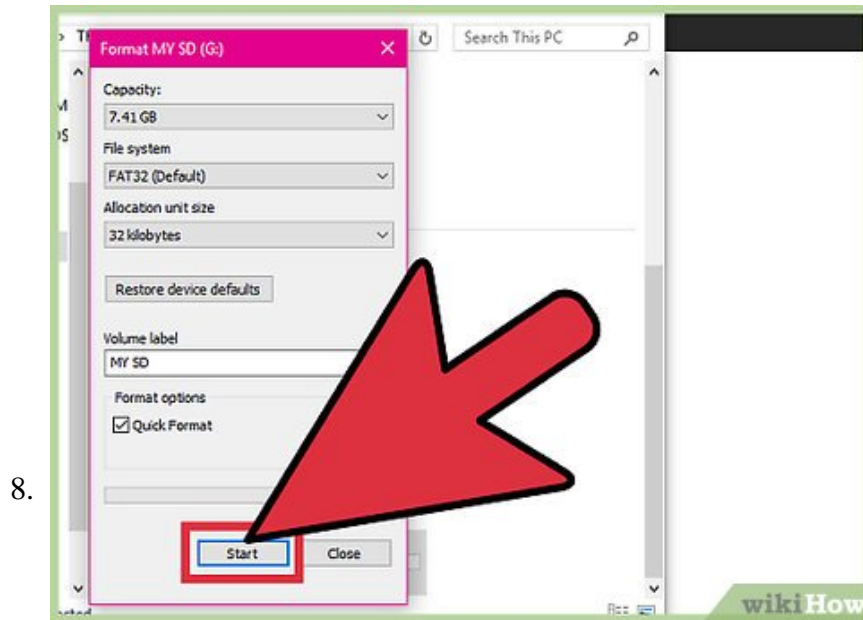 Search This PC
Format MY SD (G:)
Capacity:
7.41 GB
File system
FAT32 (Default)
Allocation unit size
32 kilobytes
Restore device defaults
Volume label
MY SD
Format options
Quick Format
8.
Start
Close
wikiHow